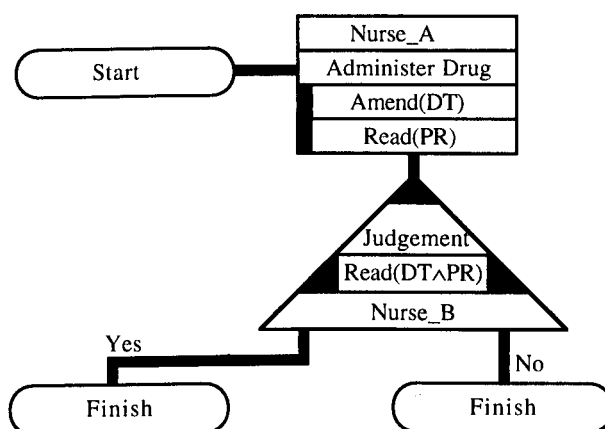 Nurse_A
Start
Administer Drug
Amend(DT)
Read(PR)
Judgement
Read(DT∧PR)
Nurse_B
Yes
No
Finish
Finish